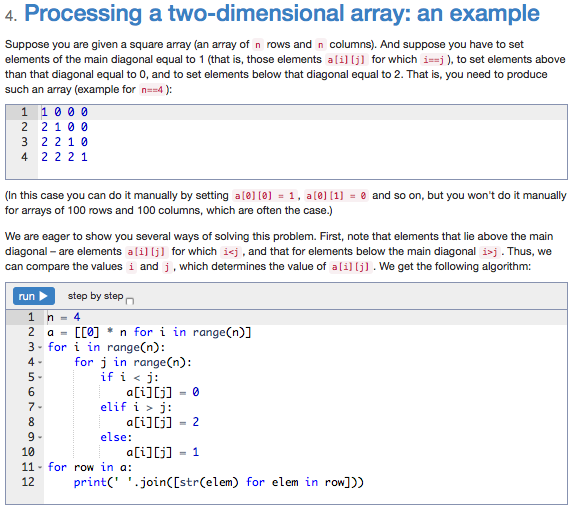 4. Processing a two-dimensional array: an example
Suppose you are given a square array (an array of n rows and n columns). And suppose you have to set
elements of the main diagonal equal to 1 (that is, those elements a[i][j] for which i==j), to set elements above
than that diagonal equal to 0, and to set elements below that diagonal equal to 2. That is, you need to produce
such an array (example for n==4):
1 1 0 0 0
2 2 1 0 0
3 2 2 1 0
4 2 2 2 1
(In this case you can do it manually by setting a[0][0] = 1, a[0][1] = 0 and so on, but you won't do it manually
for arrays of 100 rows and 100 columns, which are often the case.)
We are eager to show you several ways of solving this problem. First, note that elements that lie above the main
diagonal – are elements a[i][j] for which i<j, and that for elements below the main diagonal i>j. Thus, we
can compare the values i and j, which determines the value of a[i][j]. We get the following algorithm:
run ▶ step by step
1 n = 4
2 a = [[0] * n for i in range(n)]
3 for i in range(n):
4     for j in range(n):
5         if i < j:
6             a[i][j] = 0
7         elif i > j:
8             a[i][j] = 2
9         else:
10             a[i][j] = 1
11 for row in a:
12     print(' '.join([str(elem) for elem in row]))